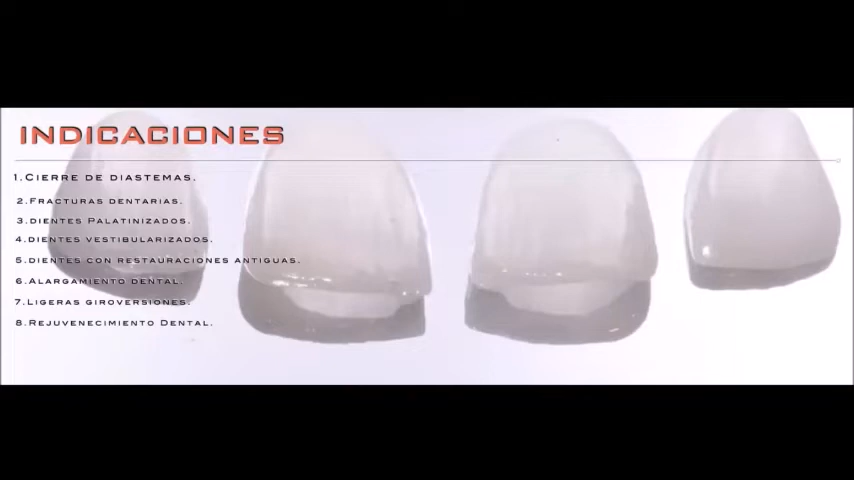 INDICACIONES
1.CIERRE DE DIASTEMAS.
2.FRACTURAS DENTARIAS.
3.DIENTES PALATINIZADOS.
4.DIENTES VESTIBULARIZADOS.
5.DIENTES CON RESTAURACIONES ANTIGUAS.
6.ALARGAMIENTO DENTAL.
7.LIGERAS GIROVERSIONES.
8.REJUVENECIMIENTO DENTAL.